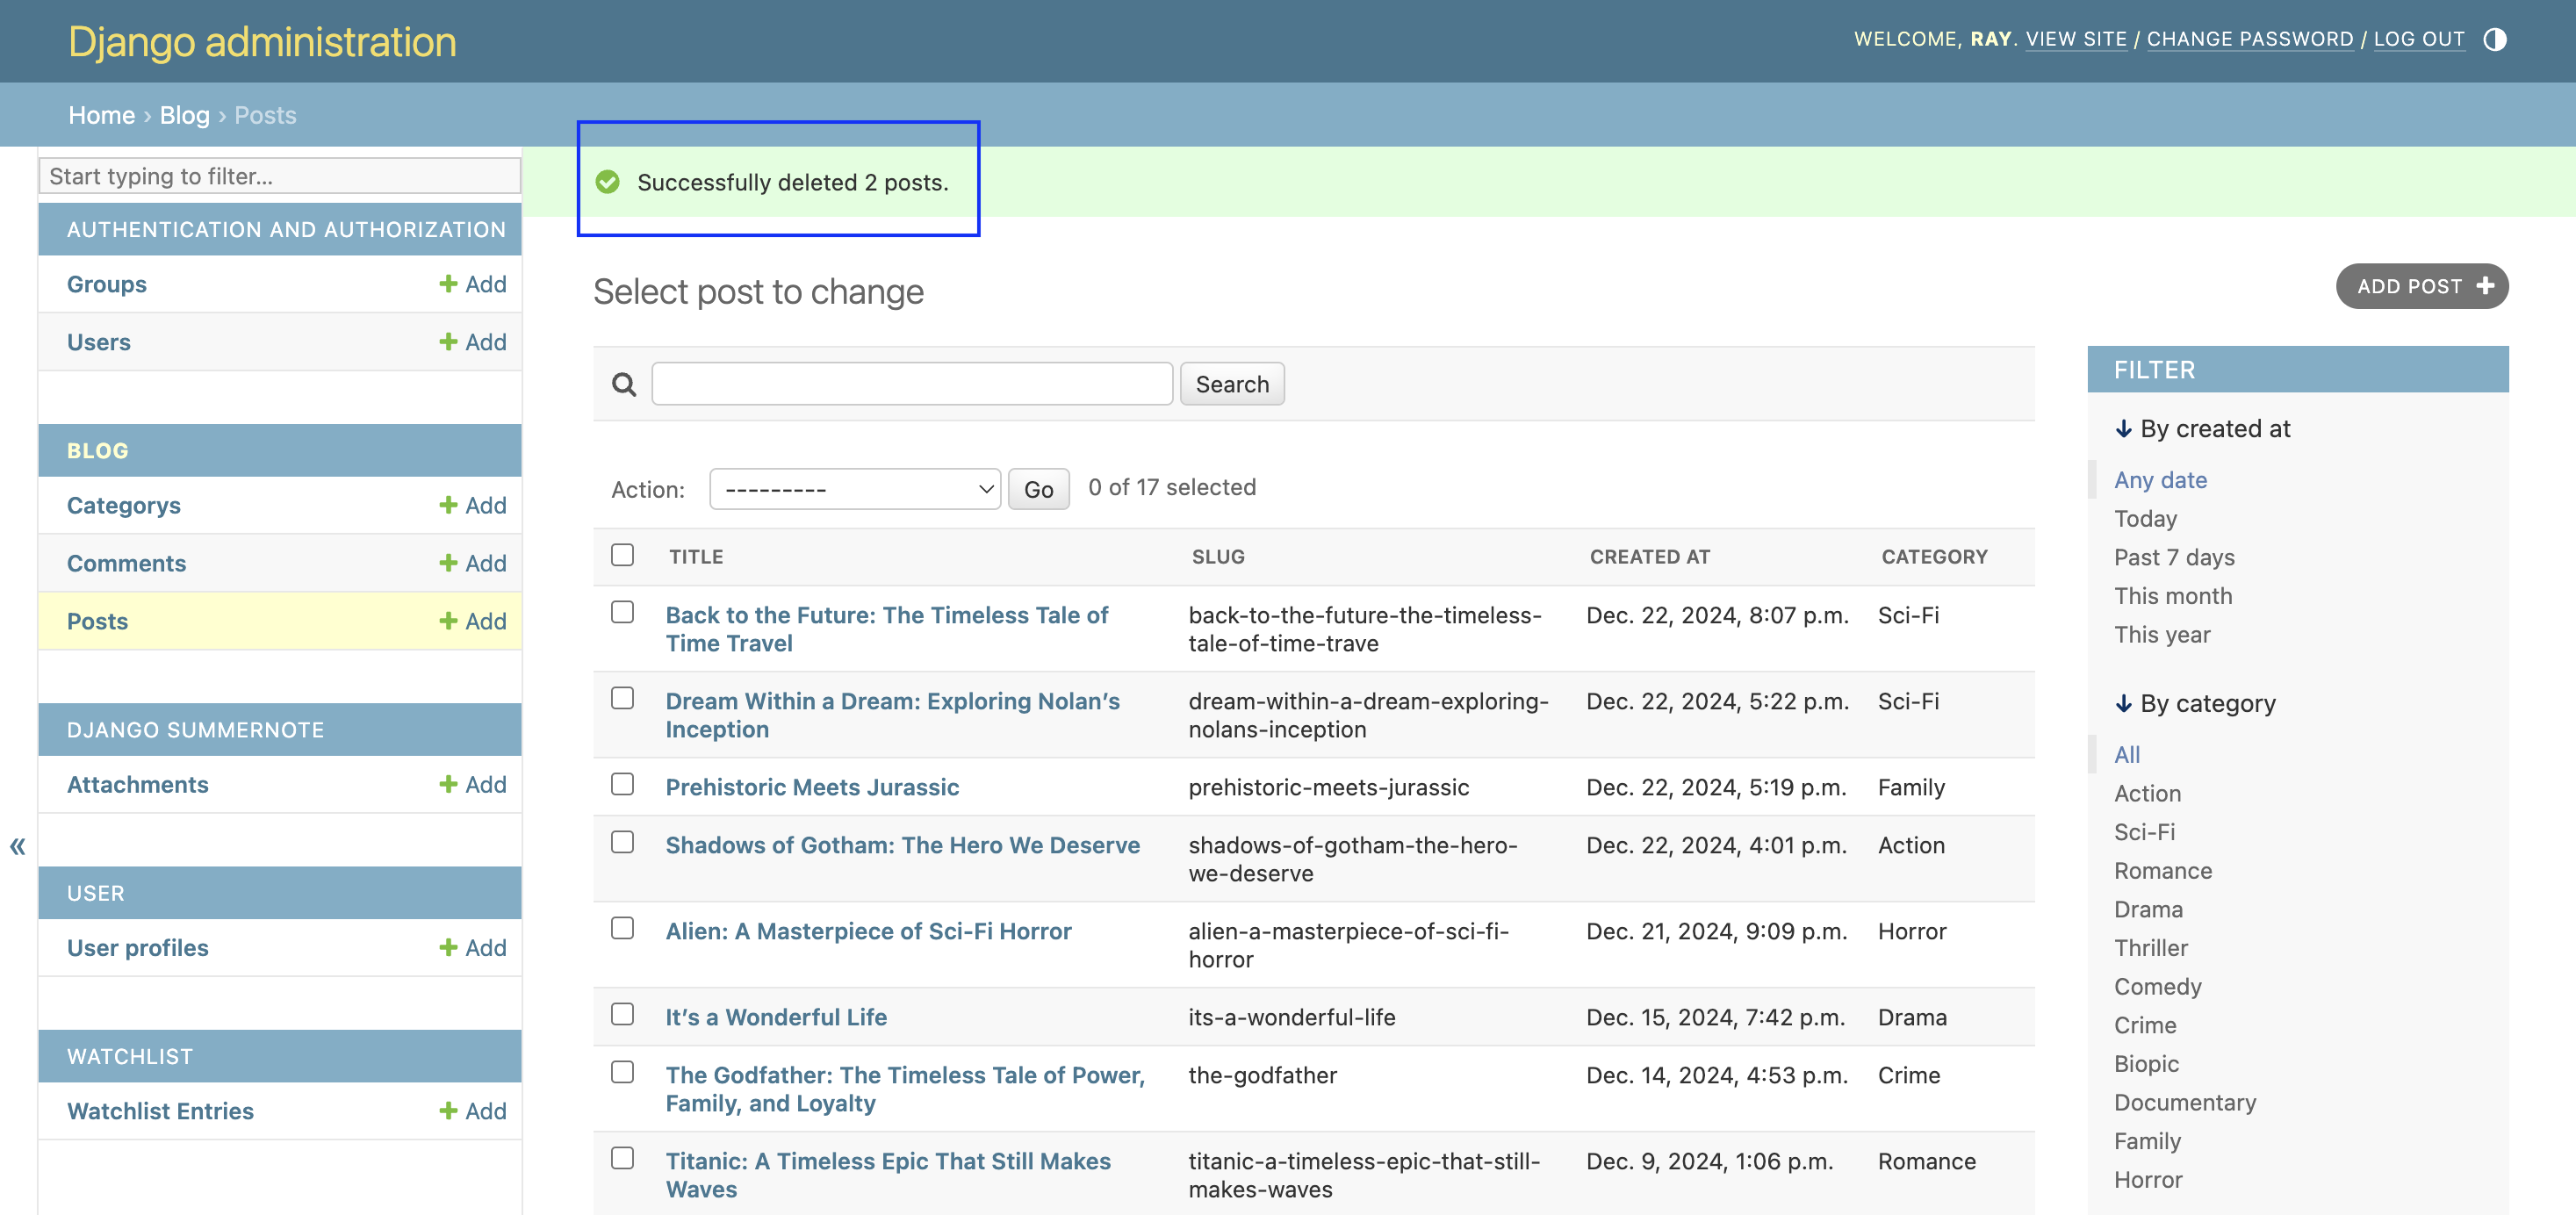 Django administration
WELCOME, RAY. VIEW SITE / CHANGE PASSWORD / LOG OUT
Home › Blog › Posts
Start typing to filter...
AUTHENTICATION AND AUTHORIZATION
Groups + Add
Users + Add
BLOG
Categorys + Add
Comments + Add
Posts + Add
DJANGO SUMMERNOTE
Attachments + Add
«
USER
User profiles + Add
WATCHLIST
Watchlist Entries + Add
Successfully deleted 2 posts.
Select post to change
ADD POST +
Search
Action: --------- Go 0 of 17 selected
TITLE SLUG CREATED AT CATEGORY
Back to the Future: The Timeless Tale of back-to-the-future-the-timeless- Dec. 22, 2024, 8:07 p.m. Sci-Fi
Time Travel tale-of-time-trave
Dream Within a Dream: Exploring Nolan’s dream-within-a-dream-exploring- Dec. 22, 2024, 5:22 p.m. Sci-Fi
Inception nolans-inception
Prehistoric Meets Jurassic prehistoric-meets-jurassic Dec. 22, 2024, 5:19 p.m. Family
Shadows of Gotham: The Hero We Deserve shadows-of-gotham-the-hero- Dec. 22, 2024, 4:01 p.m. Action
we-deserve
Alien: A Masterpiece of Sci-Fi Horror alien-a-masterpiece-of-sci-fi- Dec. 21, 2024, 9:09 p.m. Horror
horror
It’s a Wonderful Life its-a-wonderful-life Dec. 15, 2024, 7:42 p.m. Drama
The Godfather: The Timeless Tale of Power, the-godfather Dec. 14, 2024, 4:53 p.m. Crime
Family, and Loyalty
Titanic: A Timeless Epic That Still Makes titanic-a-timeless-epic-that-still- Dec. 9, 2024, 1:06 p.m. Romance
Waves makes-waves
FILTER
↓ By created at
Any date
Today
Past 7 days
This month
This year
↓ By category
All
Action
Sci-Fi
Romance
Drama
Thriller
Comedy
Crime
Biopic
Documentary
Family
Horror